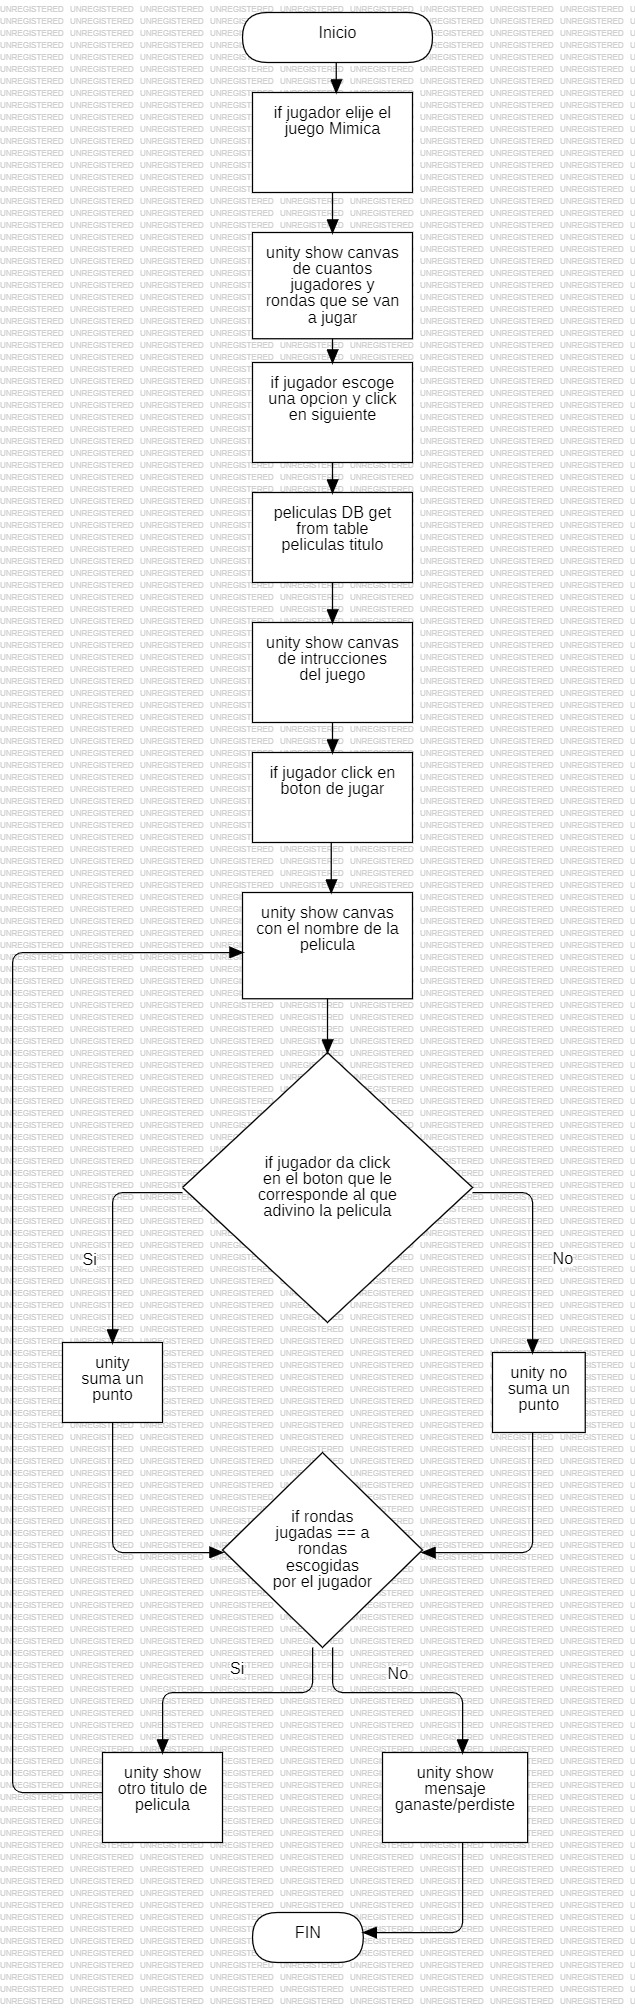 Inicio
if jugador elije el
juego Mimica
unity show canvas
de cuantos
jugadores y
rondas que se van
a jugar
if jugador escoge
una opcion y click
en siguiente
peliculas DB get
from table
peliculas titulo
unity show canvas
de intrucciones
del juego
if jugador click en
boton de jugar
unity show canvas
con el nombre de la
pelicula
if jugador da click
en el boton que le
corresponde al que
adivino la pelicula
Si
No
unity
suma un
punto
unity no
suma un
punto
if rondas
jugadas == a
rondas
escogidas
por el jugador
Si
No
unity show
otro titulo de
pelicula
unity show
mensaje
ganaste/perdiste
FIN
UNREGISTERED